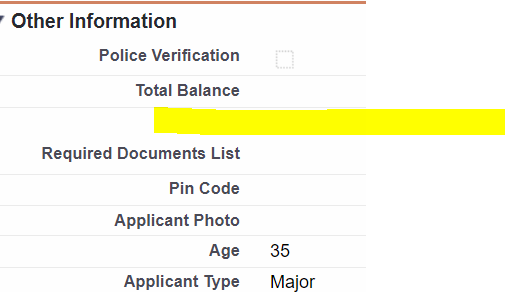 Other Information
Police Verification
Total Balance
Required Documents List
Pin Code
Applicant Photo
Age 35
Applicant Type Major